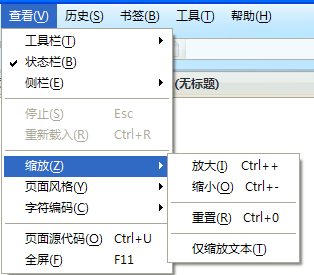 查看(V) 历史(S) 书签(B) 工具(T) 帮助(H)
工具栏(T)
状态栏(B)
(无标题)
侧栏(E)
停止(S) Esc
重新载入(R) Ctrl+R
缩放(Z)
放大(I) Ctrl++
页面风格(Y)
缩小(O) Ctrl+-
字符编码(C)
重置(R) Ctrl+0
页面源代码(O) Ctrl+U
仅缩放文本(T)
全屏(F) F11